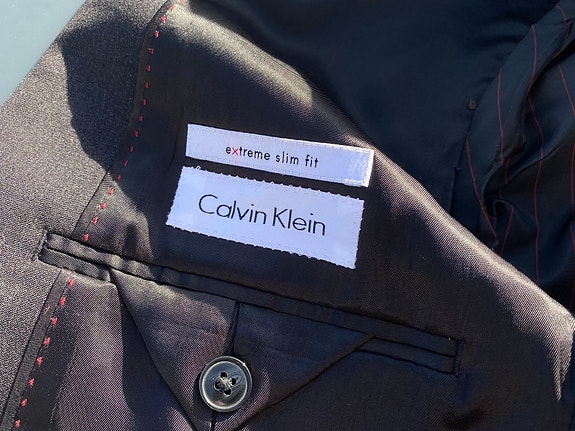 extreme slim fit
Calvin Klein